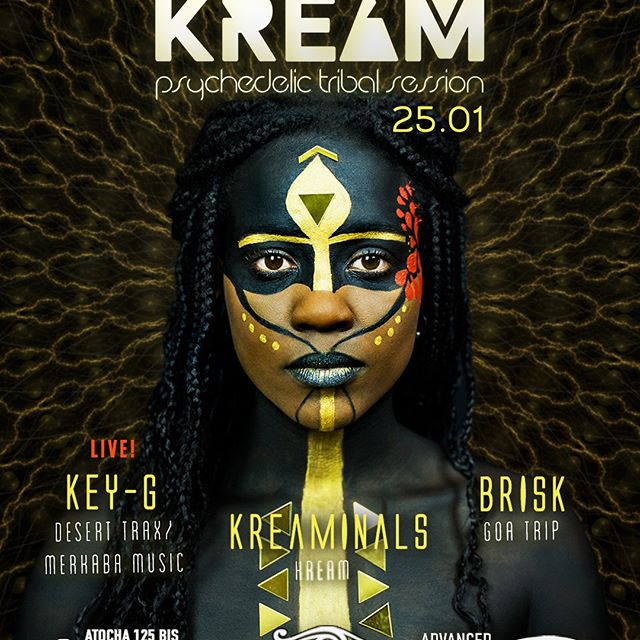 KREAM
psychedelic tribal session
25.01
LIVE!
KEY-G
DESERT TRAX/
MERKABA MUSIC
KREAMINALS
KREAM
BRISK
GOA TRIP
ATOCHA 125 BIS
ADVANCED